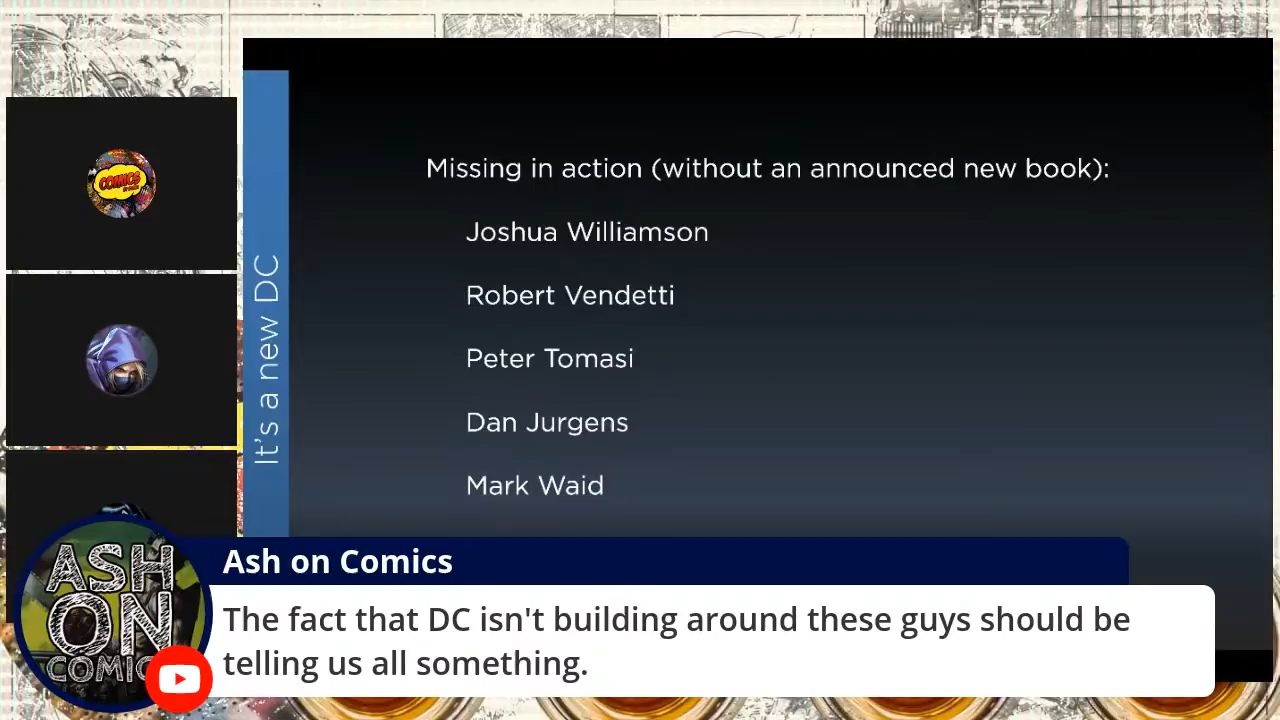 COMICS
It's a new DC
Missing in action (without an announced new book):
Joshua Williamson
Robert Vendetti
Peter Tomasi
Dan Jurgens
Mark Waid
ASH
ON
COMIC
Ash on Comics
The fact that DC isn't building around these guys should be
telling us all something.